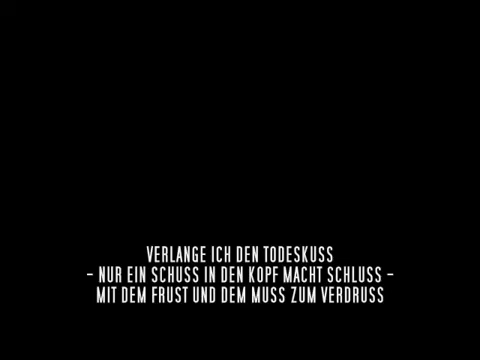 VERLANGE ICH DEN TODESKUSS
- NUR EIN SCHUSS IN DEN KOPF MACHT SCHLUSS -
MIT DEM FRUST UND DEM MUSS ZUM VERDRUSS